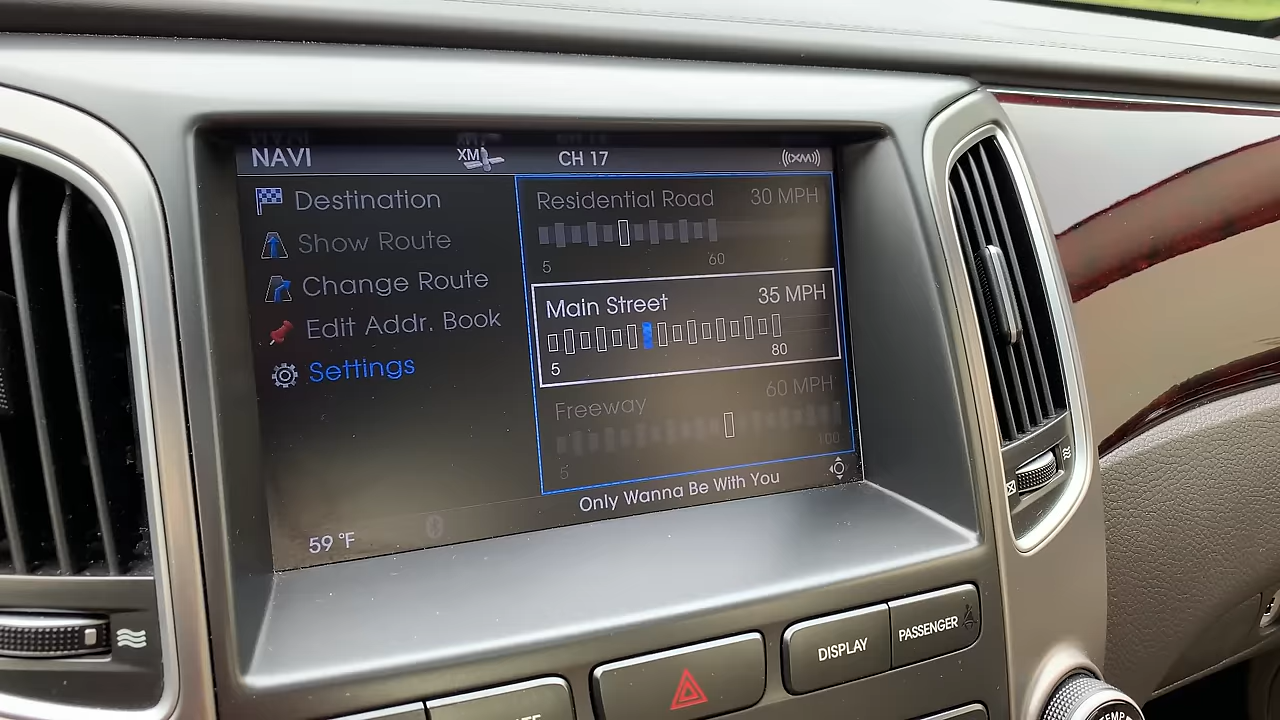 NAVI XM CH 17 ((XM))
Destination
Show Route
Change Route
Edit Addr. Book
Settings
Residential Road 30 MPH
5 60
Main Street 35 MPH
5 80
Freeway 60 MPH
5 100
Only Wanna Be With You
59 °F
DISPLAY
PASSENGER
TEMP